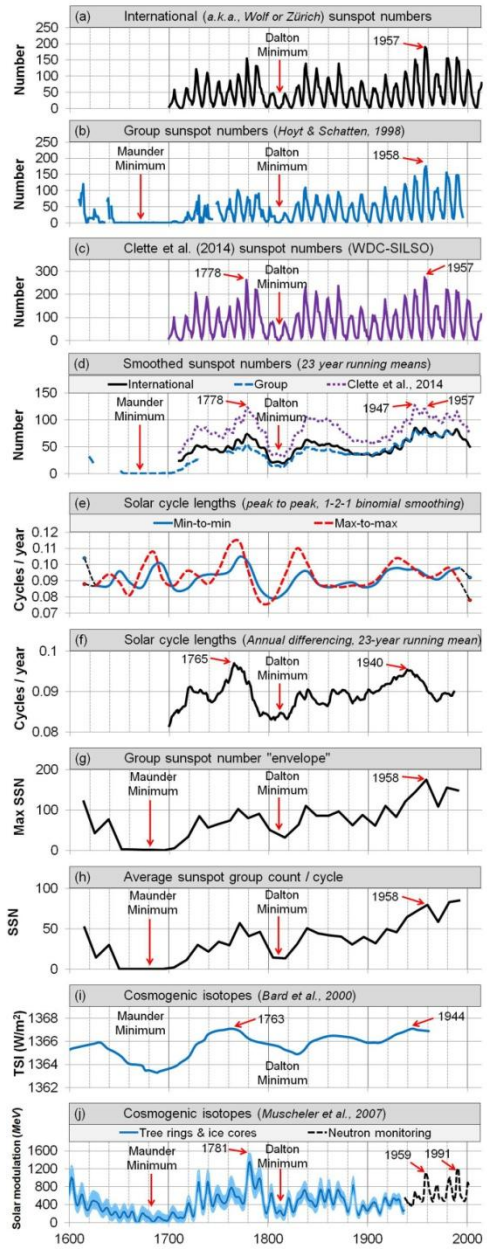 (a) International (a.k.a., Wolf or Zürich) sunspot numbers
Number
250
200
150
100
50
0
Dalton
Minimum
1957
(b) Group sunspot numbers (Hoyt & Schatten, 1998)
Number
250
200
150
100
50
0
Maunder
Minimum
Dalton
Minimum
1958
(c) Clette et al. (2014) sunspot numbers (WDC-SILSO)
Number
300
200
100
0
1778
Dalton
Minimum
1957
(d) Smoothed sunspot numbers (23 year running means)
International Group Clette et al., 2014
Number
150
100
50
0
Maunder
Minimum
1778
Dalton
Minimum
1947
1957
(e) Solar cycle lengths (peak to peak, 1-2-1 binomial smoothing)
Min-to-min Max-to-max
Cycles / year
0.12
0.11
0.10
0.09
0.08
0.07
(f) Solar cycle lengths (Annual differencing, 23-year running mean)
Cycles / year
0.1
0.09
0.08
1765
Dalton
Minimum
1940
(g) Group sunspot number "envelope"
Max SSN
200
100
0
Maunder
Minimum
Dalton
Minimum
1958
(h) Average sunspot group count / cycle
SSN
100
50
0
Maunder
Minimum
Dalton
Minimum
1958
(i) Cosmogenic isotopes (Bard et al., 2000)
TSI (W/m²)
1368
1366
1364
1362
Maunder
Minimum
1763
Dalton
Minimum
1944
(j) Cosmogenic isotopes (Muscheler et al., 2007)
Tree rings & ice cores Neutron monitoring
Solar modulation (MeV)
1600
1200
800
400
0
Maunder
Minimum
1781
Dalton
Minimum
1959
1991
1600 1700 1800 1900 2000